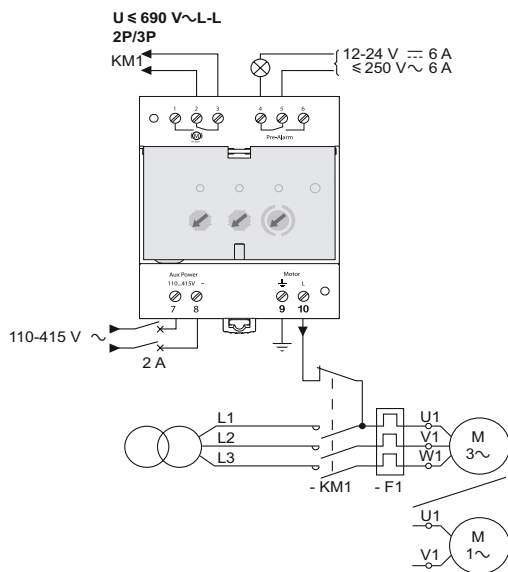 U ≤ 690 V∼L-L
2P/3P
KM1
12-24 V ⎓ 6 A
≤ 250 V∼ 6 A
1 2 3 4 5 6
M
Pre-Alarm
Aux Power
110...415V ~
Motor
L
7 8 9 10
110-415 V ∼
2 A
L1
L2
L3
U1
V1
W1
M
3∼
- KM1
- F1
U1
V1
M
1∼